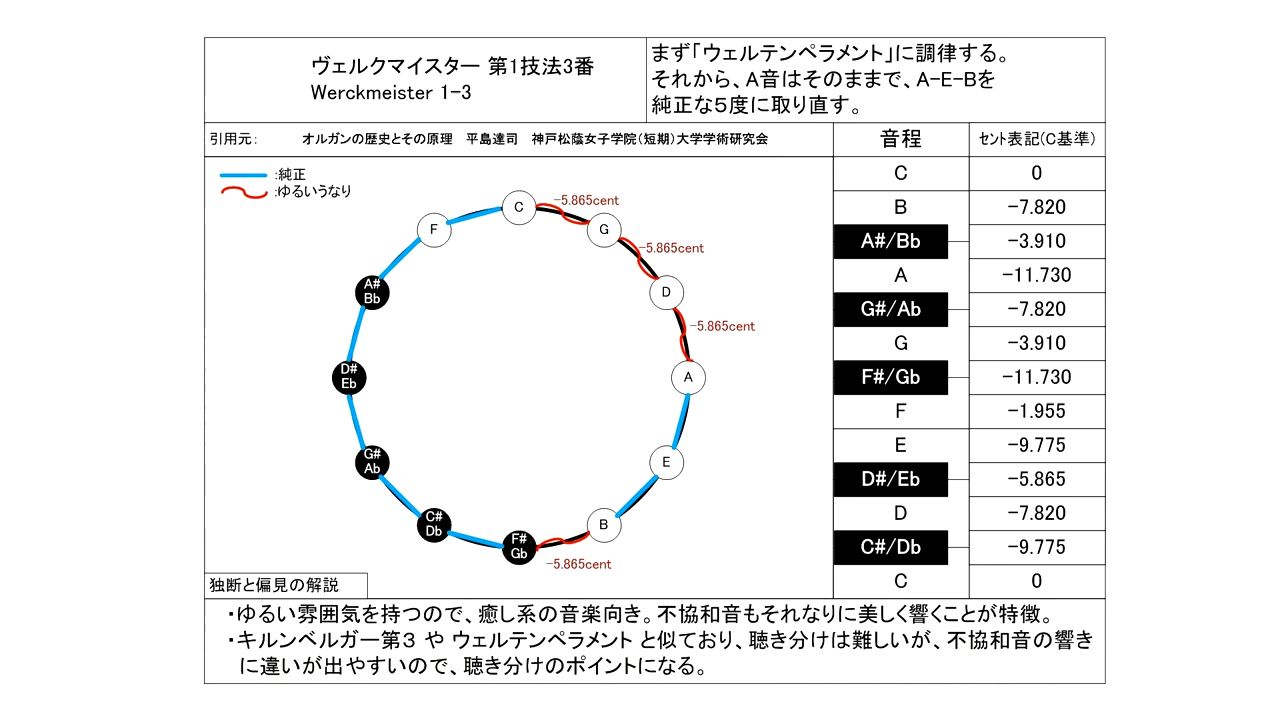 ヴェルクマイスター 第1技法3番
Werckmeister 1-3
まず「ウェルテンペラメント」に調律する。
それから、A音はそのままで、A-E-Bを
純正な5度に取り直す。
引用元: オルガンの歴史とその原理 平島達司 神戸松蔭女子学院(短期)大学学術研究会
音程 セント表記(C基準)
:純正
:ゆるいうなり
C
-5.865cent
G
-5.865cent
D
-5.865cent
A
E
B
-5.865cent
F#
Gb
C#
Db
G#
Ab
D#
Eb
A#
Bb
F
C 0
B -7.820
A#/Bb -3.910
A -11.730
G#/Ab -7.820
G -3.910
F#/Gb -11.730
F -1.955
E -9.775
D#/Eb -5.865
D -7.820
C#/Db -9.775
C 0
独断と偏見の解説
・ゆるい雰囲気を持つので、癒し系の音楽向き。不協和音もそれなりに美しく響くことが特徴。
・キルンベルガー第3 や ウェルテンペラメント と似ており、聴き分けは難しいが、不協和音の響き
に違いが出やすいので、聴き分けのポイントになる。